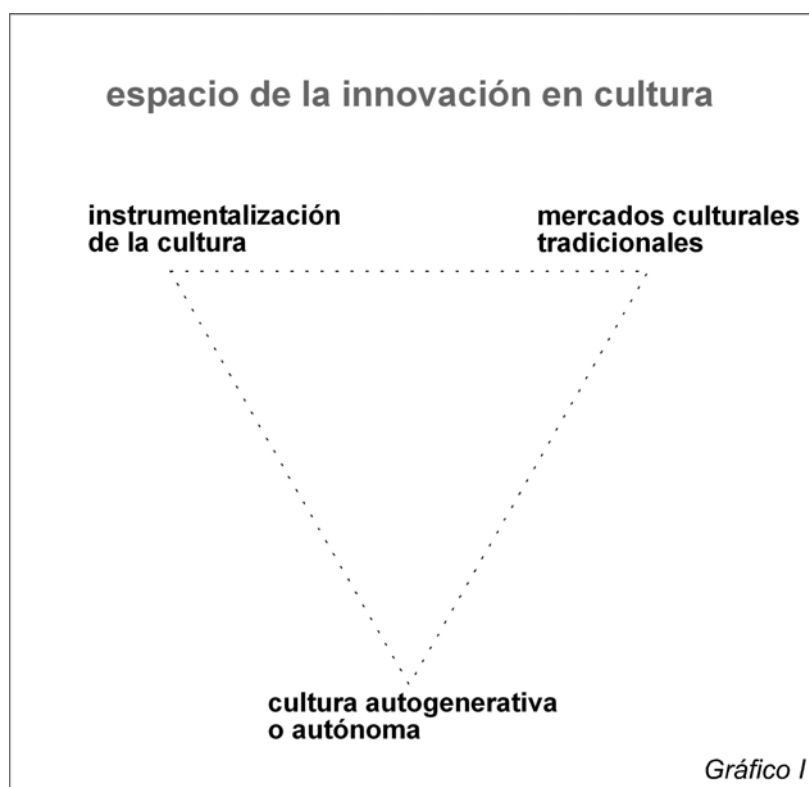 espacio de la innovación en cultura
instrumentalización
de la cultura
mercados culturales
tradicionales
cultura autogenerativa
o autónoma
Gráfico I